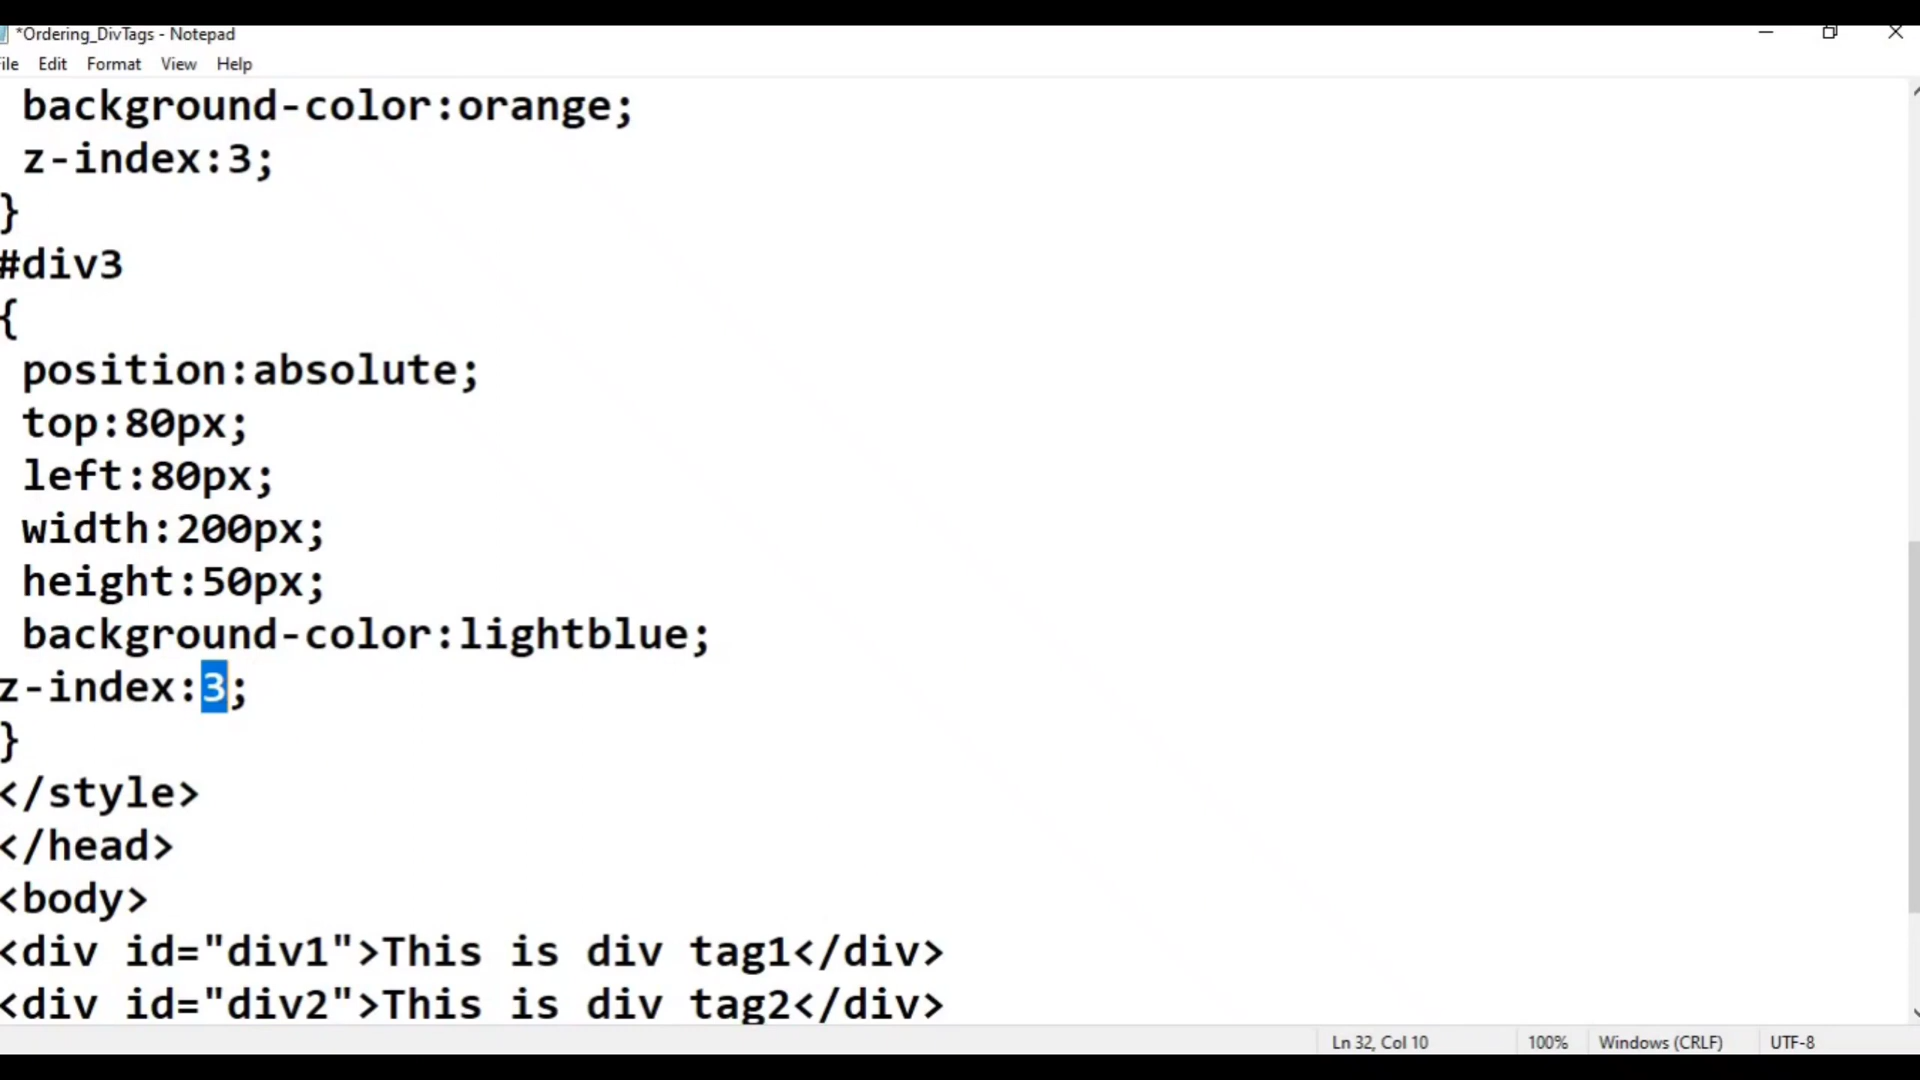 *Ordering_DivTags - Notepad
ile Edit Format View Help
background-color:orange;
z-index:3;
}
#div3
{
position:absolute;
top:80px;
left:80px;
width:200px;
height:50px;
background-color:lightblue;
z-index:3;
}
</style>
</head>
<body>
<div id="div1">This is div tag1</div>
<div id="div2">This is div tag2</div>
Ln 32, Col 10 100% Windows (CRLF) UTF-8